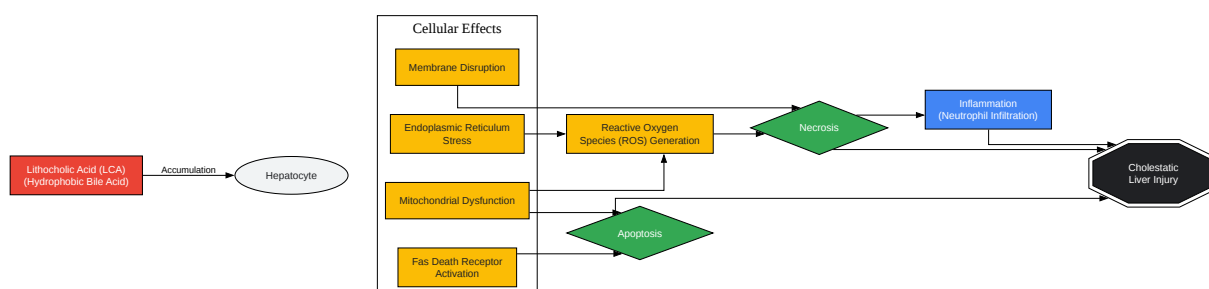 Cellular Effects
Membrane Disruption
Endoplasmic Reticulum
Stress
Reactive Oxygen
Species (ROS) Generation
Necrosis
Inflammation
(Neutrophil Infiltration)
Lithocholic Acid (LCA)
(Hydrophobic Bile Acid)
Accumulation
Hepatocyte
Cholestatic
Liver Injury
Mitochondrial Dysfunction
Apoptosis
Fas Death Receptor
Activation